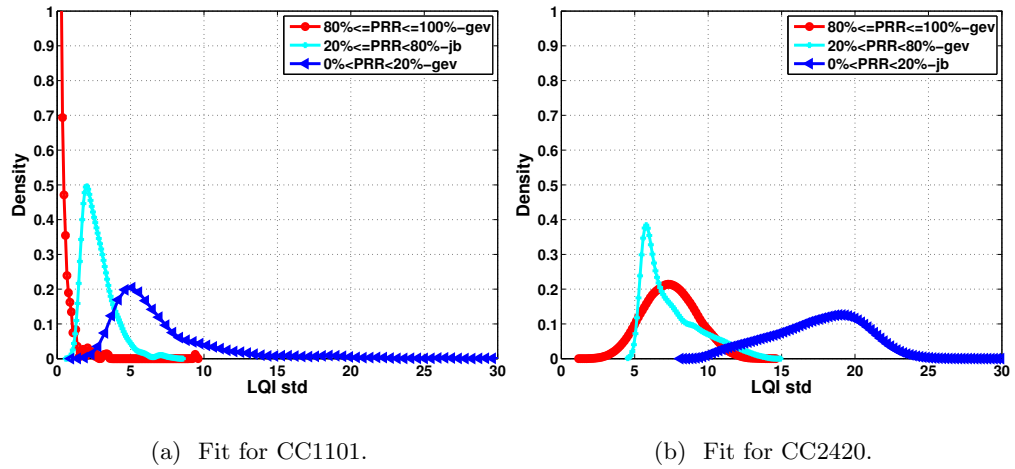 1
0.9
0.8
0.7
0.6
0.5
0.4
0.3
0.2
0.1
0
Density
0 5 10 15 20 25 30
LQI std
80%<=PRR<=100%−gev
20%<=PRR<80%−jb
0%<PRR<20%−gev
(a) Fit for CC1101.
1
0.9
0.8
0.7
0.6
0.5
0.4
0.3
0.2
0.1
0
Density
0 5 10 15 20 25 30
LQI std
80%<=PRR<=100%−gev
20%<PRR<80%−gev
0%<PRR<20%−jb
(b) Fit for CC2420.